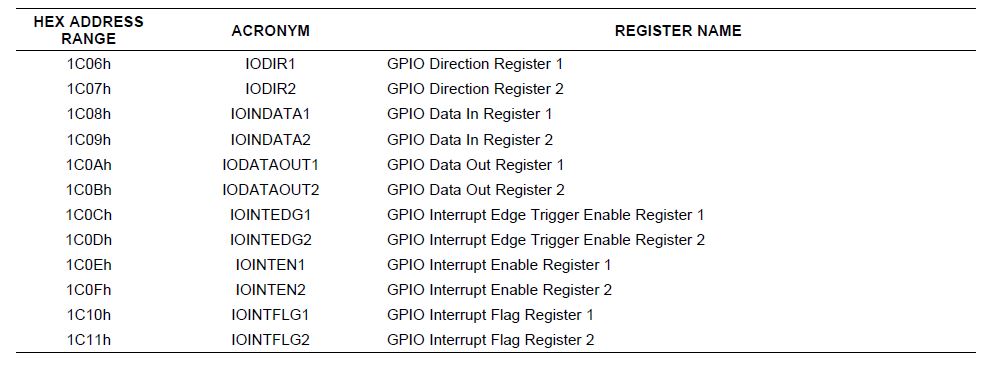 HEX ADDRESS RANGE ACRONYM REGISTER NAME
1C06h IODIR1 GPIO Direction Register 1
1C07h IODIR2 GPIO Direction Register 2
1C08h IOINDATA1 GPIO Data In Register 1
1C09h IOINDATA2 GPIO Data In Register 2
1C0Ah IODATAOUT1 GPIO Data Out Register 1
1C0Bh IODATAOUT2 GPIO Data Out Register 2
1C0Ch IOINTEDG1 GPIO Interrupt Edge Trigger Enable Register 1
1C0Dh IOINTEDG2 GPIO Interrupt Edge Trigger Enable Register 2
1C0Eh IOINTEN1 GPIO Interrupt Enable Register 1
1C0Fh IOINTEN2 GPIO Interrupt Enable Register 2
1C10h IOINTFLG1 GPIO Interrupt Flag Register 1
1C11h IOINTFLG2 GPIO Interrupt Flag Register 2